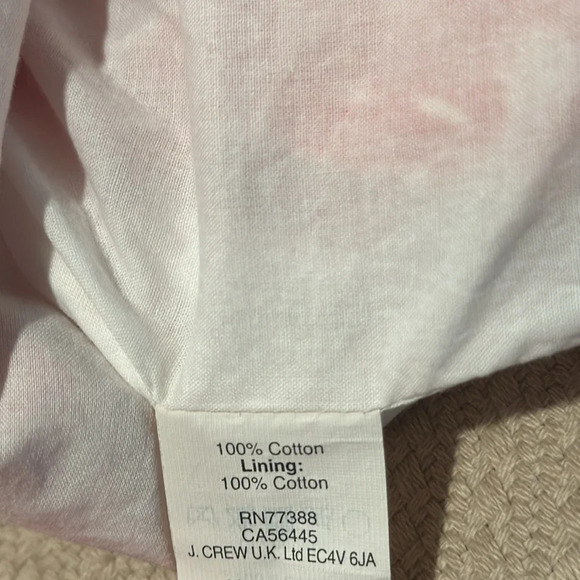 100% Cotton
Lining:
100% Cotton
RN77388
CA56445
J. CREW U.K. Ltd EC4V 6JA